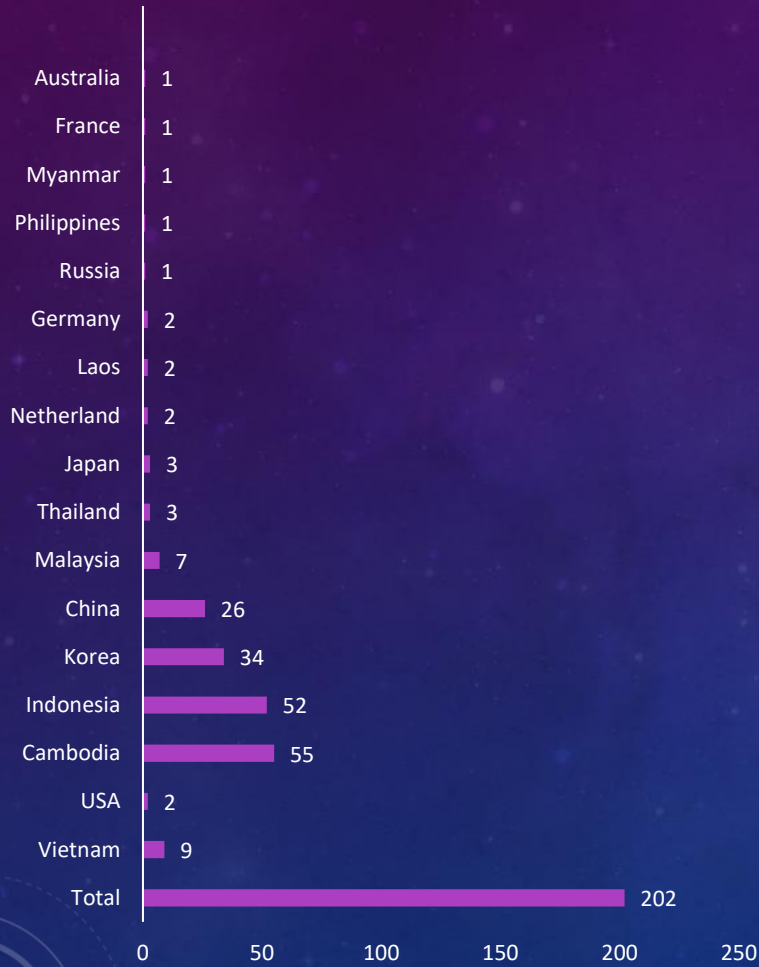 Australia 1
France 1
Myanmar 1
Philippines 1
Russia 1
Germany 2
Laos 2
Netherland 2
Japan 3
Thailand 3
Malaysia 7
China 26
Korea 34
Indonesia 52
Cambodia 55
USA 2
Vietnam 9
Total 202
0 50 100 150 200 250